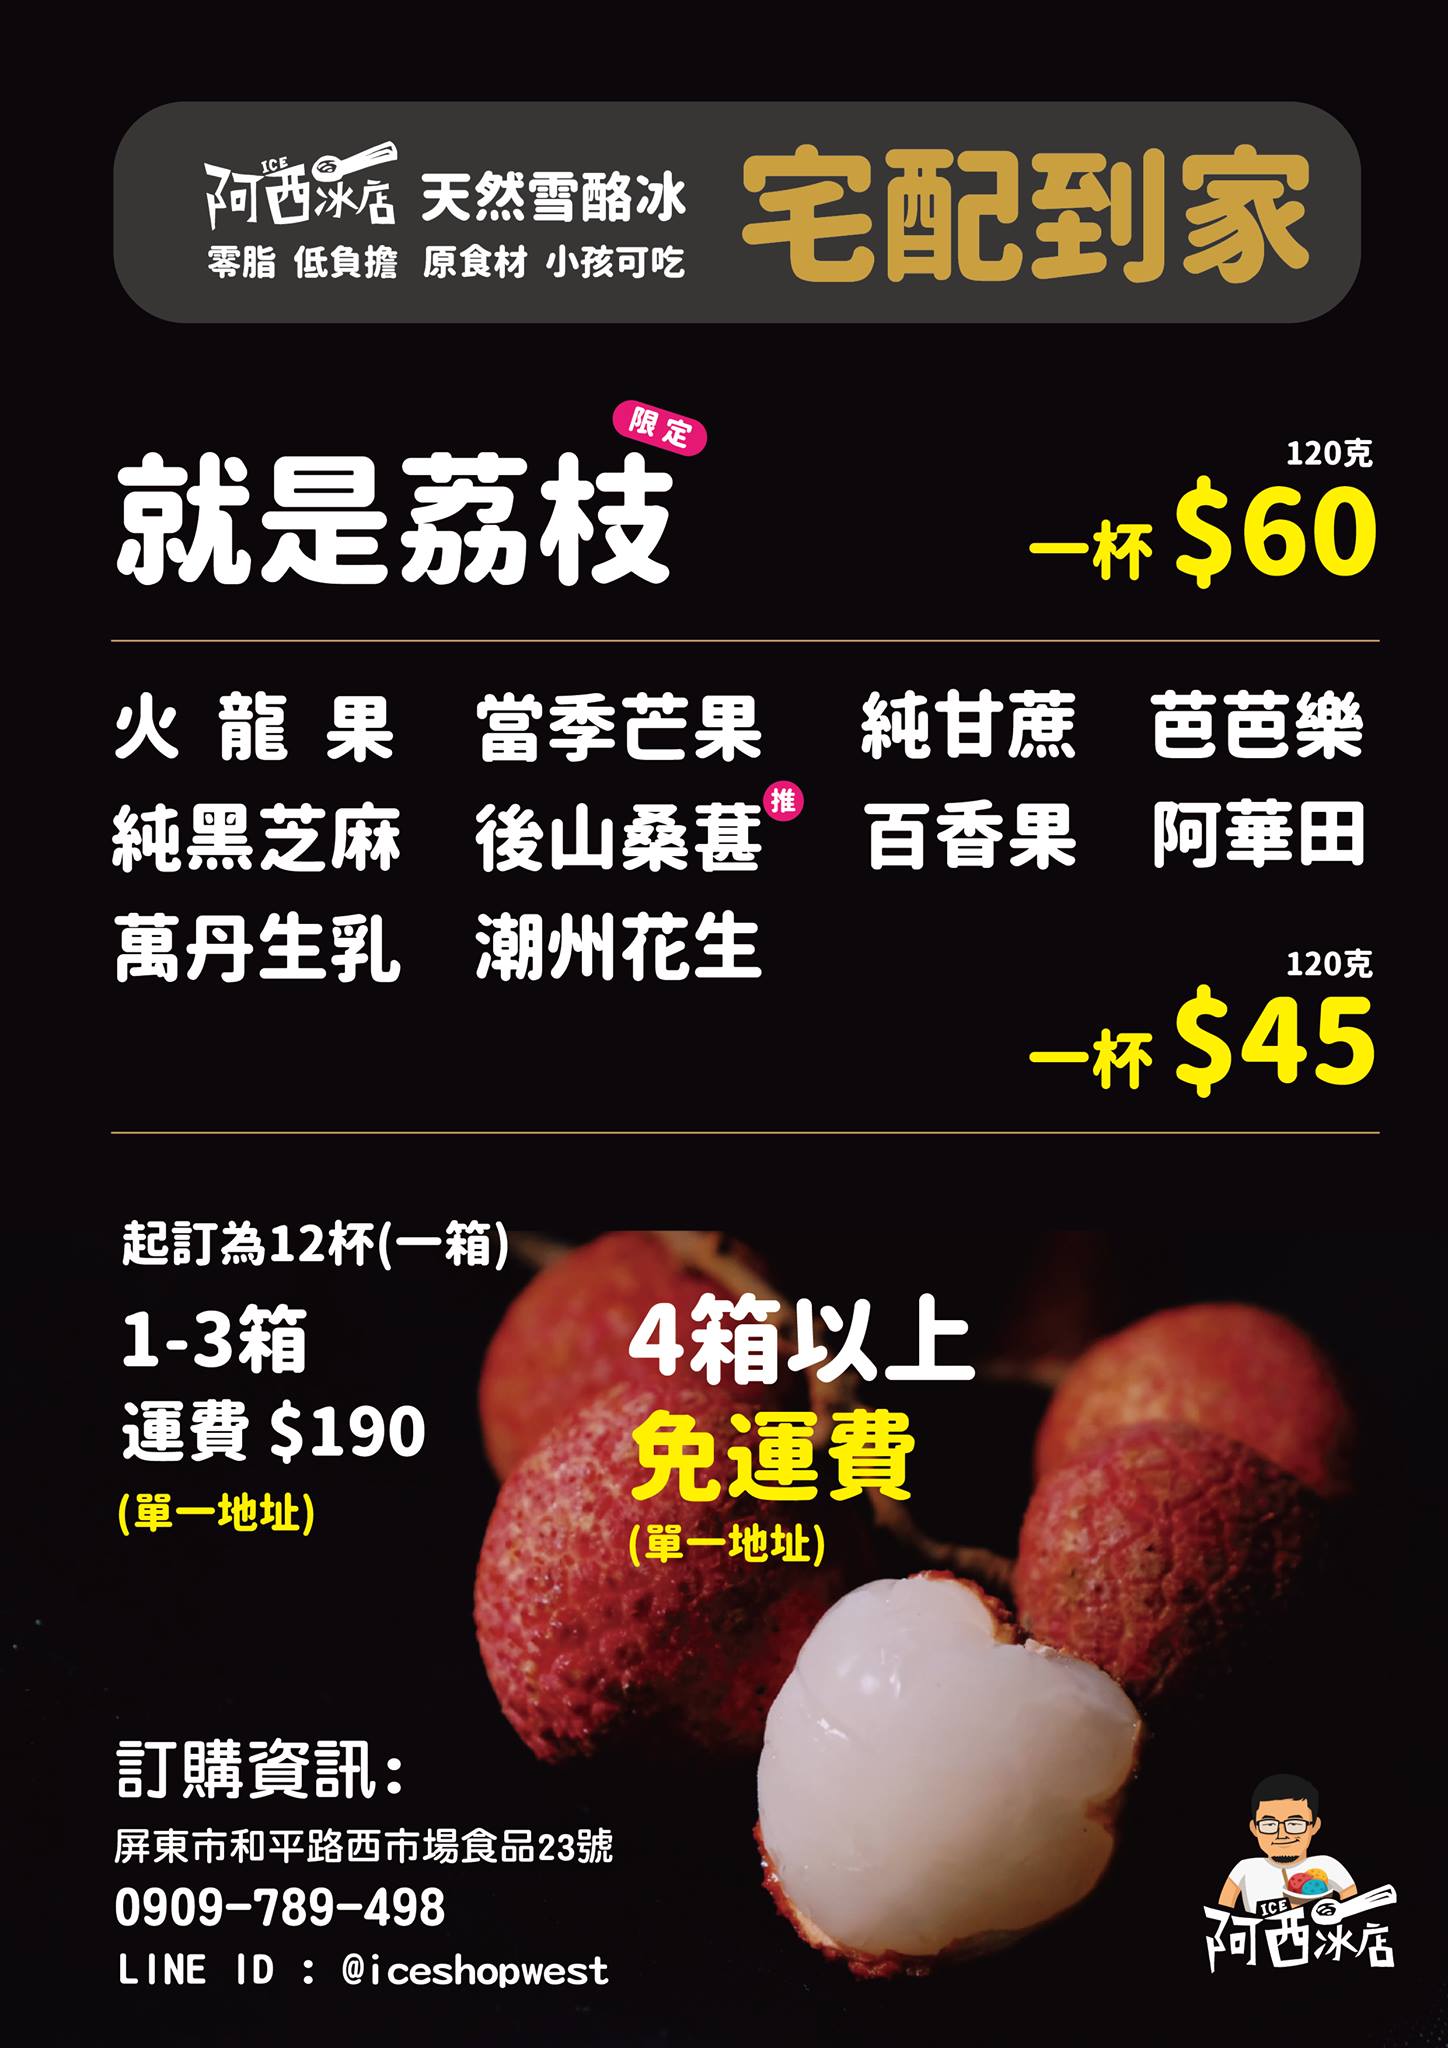 ICE
阿西冰店 天然雪酪冰
零脂 低負擔 原食材 小孩可吃
宅配到家
限定
就是荔枝
120克
一杯 $60
火龍果 當季芒果 純甘蔗 芭芭樂
純黑芝麻 後山桑葚 推 百香果 阿華田
萬丹生乳 潮州花生
120克
一杯 $45
起訂為12杯(一箱)
1-3箱
運費 $190
(單一地址)
4箱以上
免運費
(單一地址)
訂購資訊:
屏東市和平路西市場食品23號
0909-789-498
LINE ID : @iceshopwest
ICE
阿西冰店